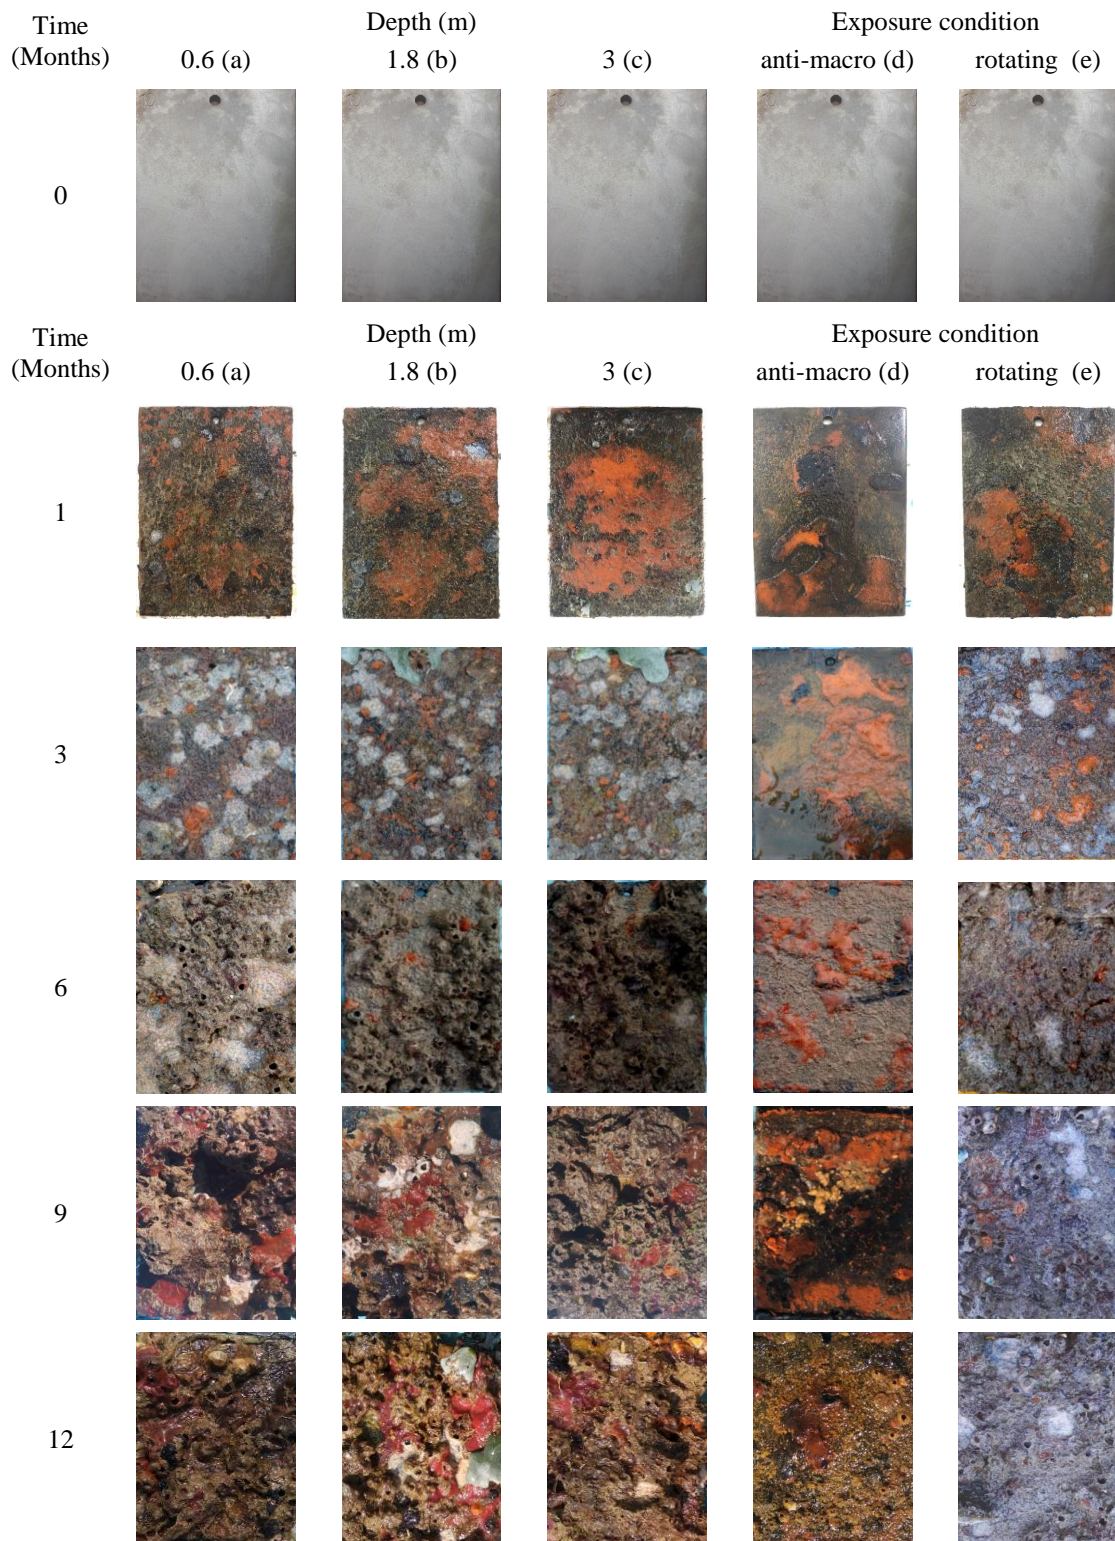 Time
(Months)
Depth (m)
Exposure condition
0.6 (a)
1.8 (b)
3 (c)
anti-macro (d)
rotating (e)
0
Time
(Months)
Depth (m)
Exposure condition
0.6 (a)
1.8 (b)
3 (c)
anti-macro (d)
rotating (e)
1
3
6
9
12